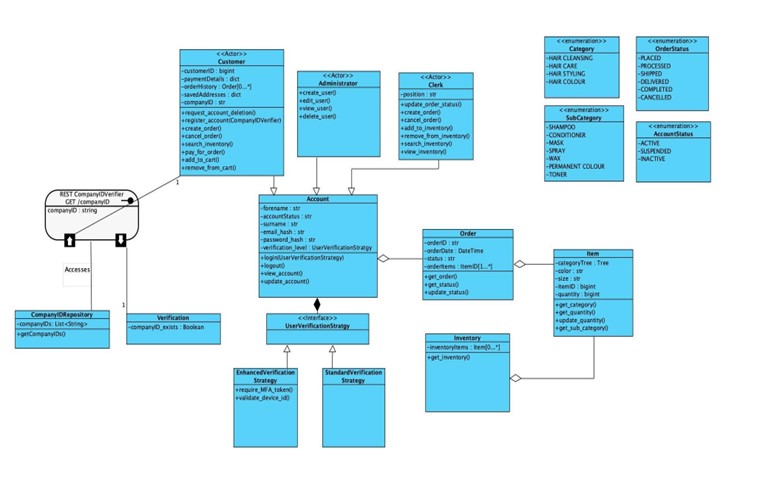 <<Actor>>
Customer
-customerID : bigint
-paymentDetails : dict
-orderHistory : Order[0...*]
-savedAddresses : dict
-companyID : str
+request_account_deletion()
+register_account(CompanyIDVerifier)
+create_order()
+cancel_order()
+search_inventory()
+pay_for_order()
+add_to_cart()
+remove_from_cart()
<<Actor>>
Administrator
+create_user()
+edit_user()
+view_user()
+delete_user()
<<Actor>>
Clerk
-position : str
+update_order_status()
+create_order()
+cancel_order()
+add_to_inventory()
+remove_from_inventory()
+search_inventory()
+view_inventory()
<<enumeration>>
Category
-HAIR CLEANSING
-HAIR CARE
-HAIR STYLING
-HAIR COLOUR
<<enumeration>>
OrderStatus
-PLACED
-PROCESSED
-SHIPPED
-DELIVERED
-COMPLETED
-CANCELLED
<<enumeration>>
SubCategory
-SHAMPOO
-CONDITIONER
-MASK
-SPRAY
-WAX
-PERMANENT COLOUR
-TONER
<<enumeration>>
AccountStatus
-ACTIVE
-SUSPENDED
-INACTIVE
1
REST CompanyIDVerifier
GET /companyID
companyID : string
Accesses
1
CompanyIDRepository
-companyIDs: List<String>
+getCompanyIDs()
Verification
-companyID_exists : Boolean
Account
-forename : str
-accountStatus : str
-surname : str
-email_hash : str
-password_hash : str
-verification_level : UserVerificationStratgy
+login(UserVerificationStrategy)
+logout()
+view_account()
+update_account()
<<Interface>>
UserVerificationStratgy
EnhancedVerification
Strategy
+require_MFA_token()
+validate_device_id()
StandardVerification
Strategy
Order
-orderID : str
-orderDate : DateTime
-status : str
-orderItems : ItemID[1...*]
+get_order()
+get_status()
+update_status()
Item
-categoryTree : Tree
-color : str
-size : str
-itemID : bigint
-quantity : bigint
+get_category()
+get_quantity()
+update_quantity()
+get_sub_category()
Inventory
-inventoryItems : Item[0...*]
+get_inventory()